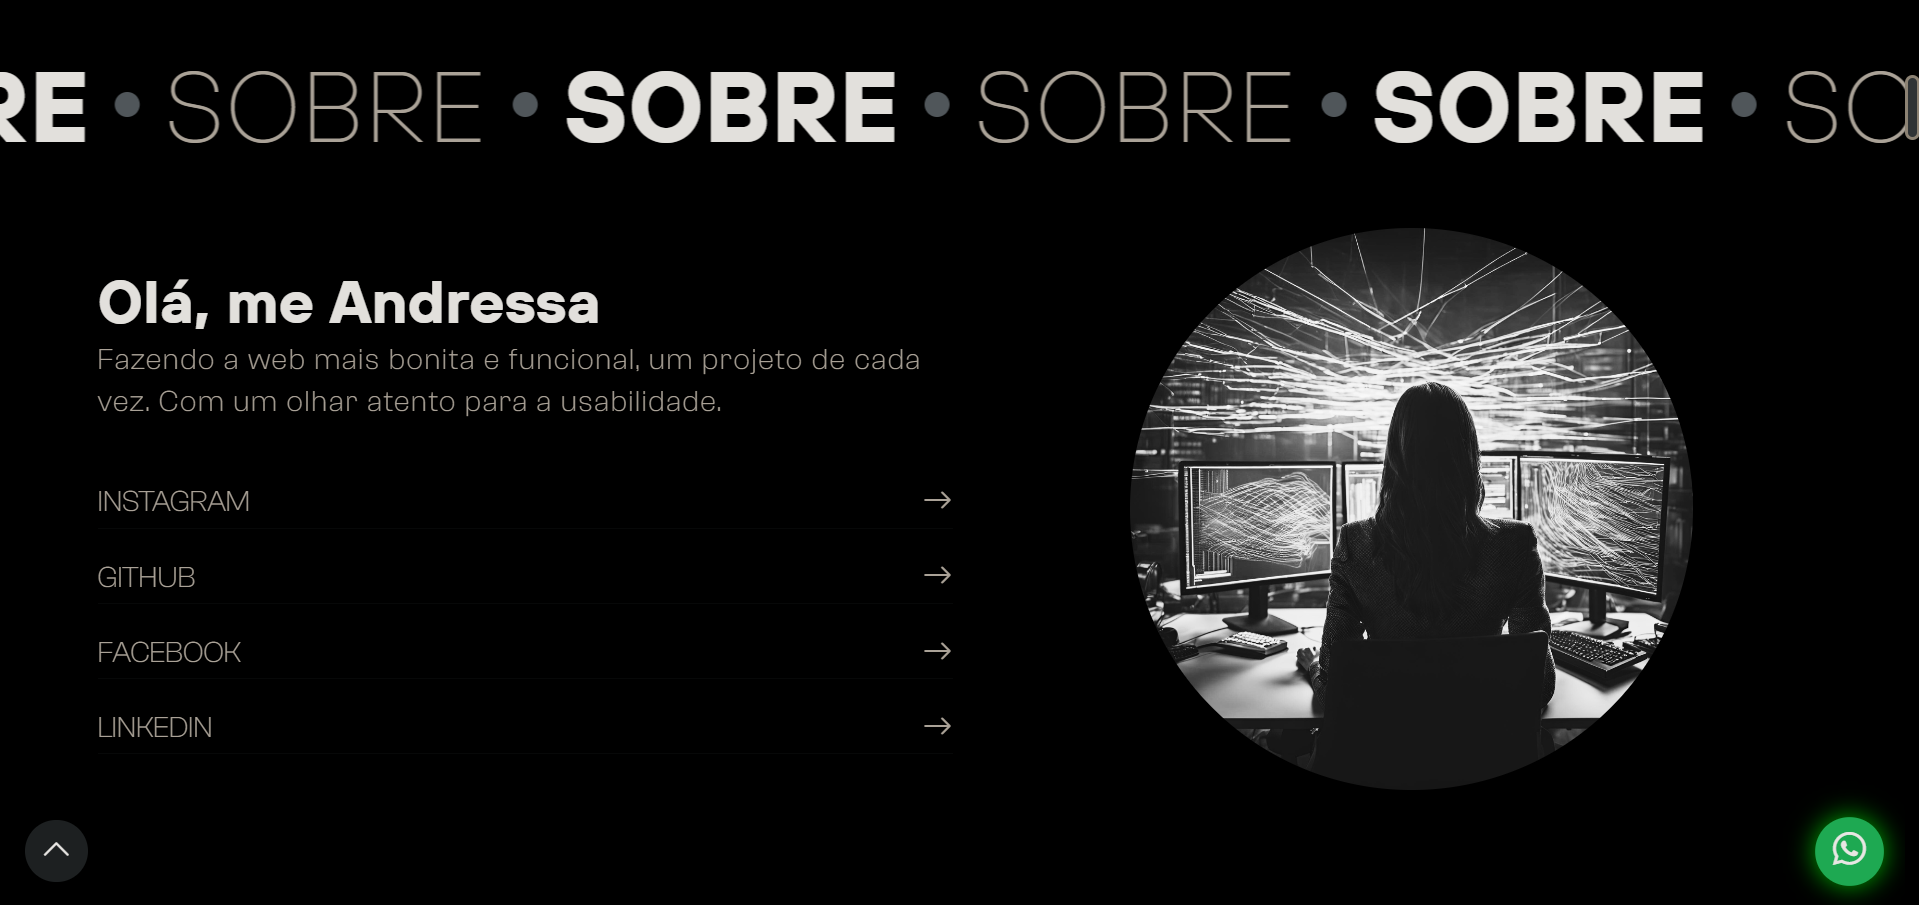 RE • SOBRE • SOBRE • SOBRE • SOBRE • SO
Olá, me Andressa
Fazendo a web mais bonita e funcional, um projeto de cada
vez. Com um olhar atento para a usabilidade.
INSTAGRAM
GITHUB
FACEBOOK
LINKEDIN